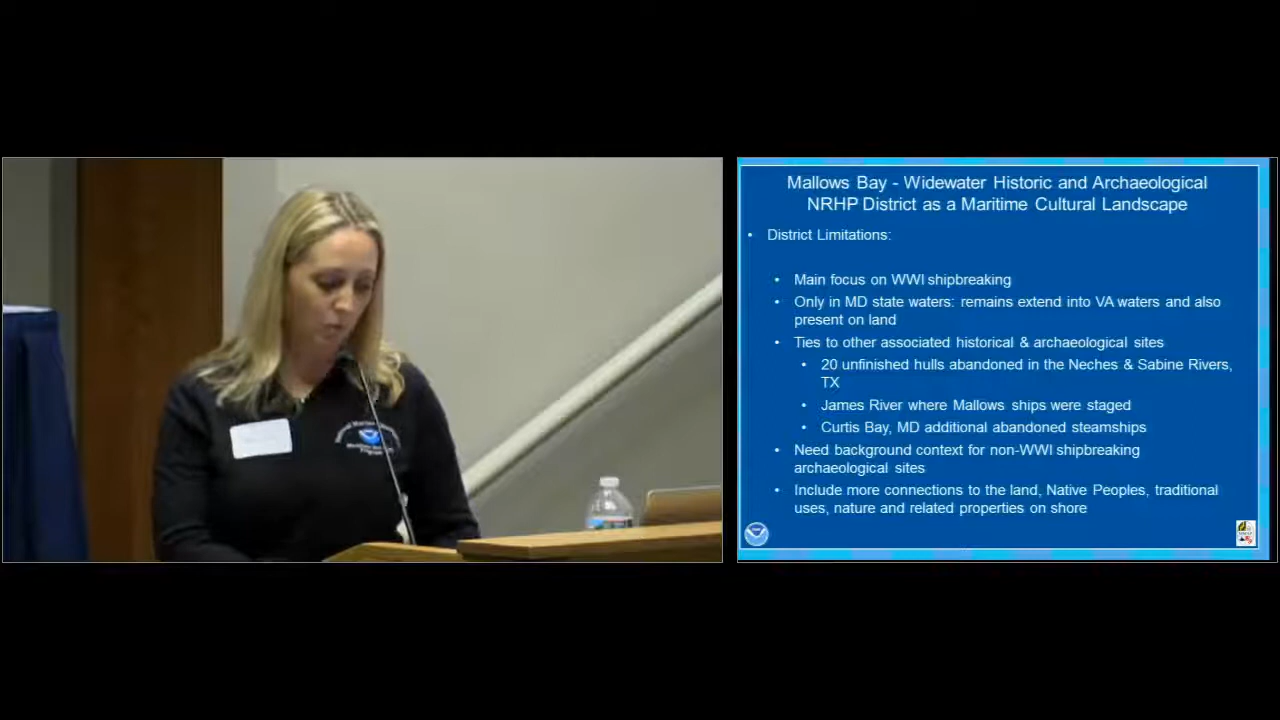 Mallows Bay - Widewater Historic and Archaeological
NRHP District as a Maritime Cultural Landscape
• District Limitations:
• Main focus on WWI shipbreaking
• Only in MD state waters: remains extend into VA waters and also
present on land
• Ties to other associated historical & archaeological sites
• 20 unfinished hulls abandoned in the Neches & Sabine Rivers,
TX
• James River where Mallows ships were staged
• Curtis Bay, MD additional abandoned steamships
• Need background context for non-WWI shipbreaking
archaeological sites
• Include more connections to the land, Native Peoples, traditional
uses, nature and related properties on shore